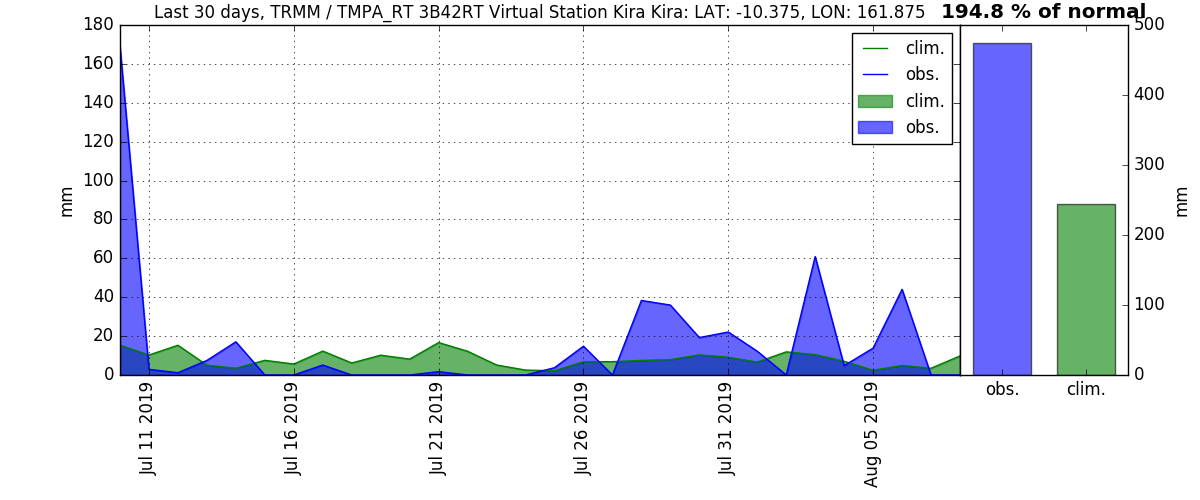 Last 30 days, TRMM / TMPA_RT 3B42RT Virtual Station Kira Kira: LAT: -10.375, LON: 161.875
194.8 % of normal
mm
180
160
140
120
100
80
60
40
20
0
clim.
obs.
clim.
obs.
Jul 11 2019
Jul 16 2019
Jul 21 2019
Jul 26 2019
Jul 31 2019
Aug 05 2019
500
400
300
200
100
0
mm
obs.
clim.